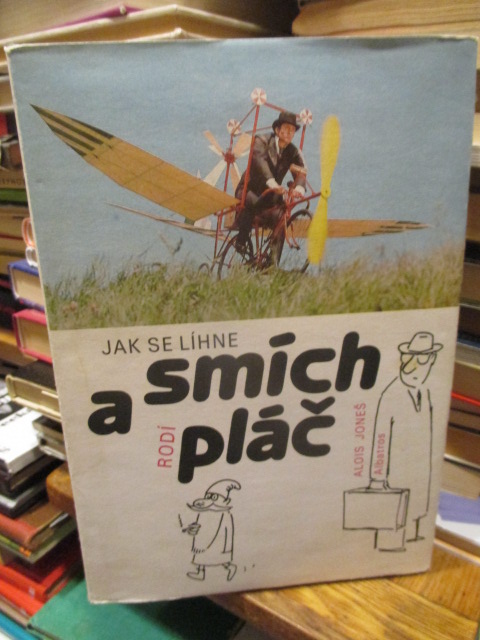 JAK SE LÍHNE
a smích
RODÍ pláč
ALOIS JONEŠ
Albatros